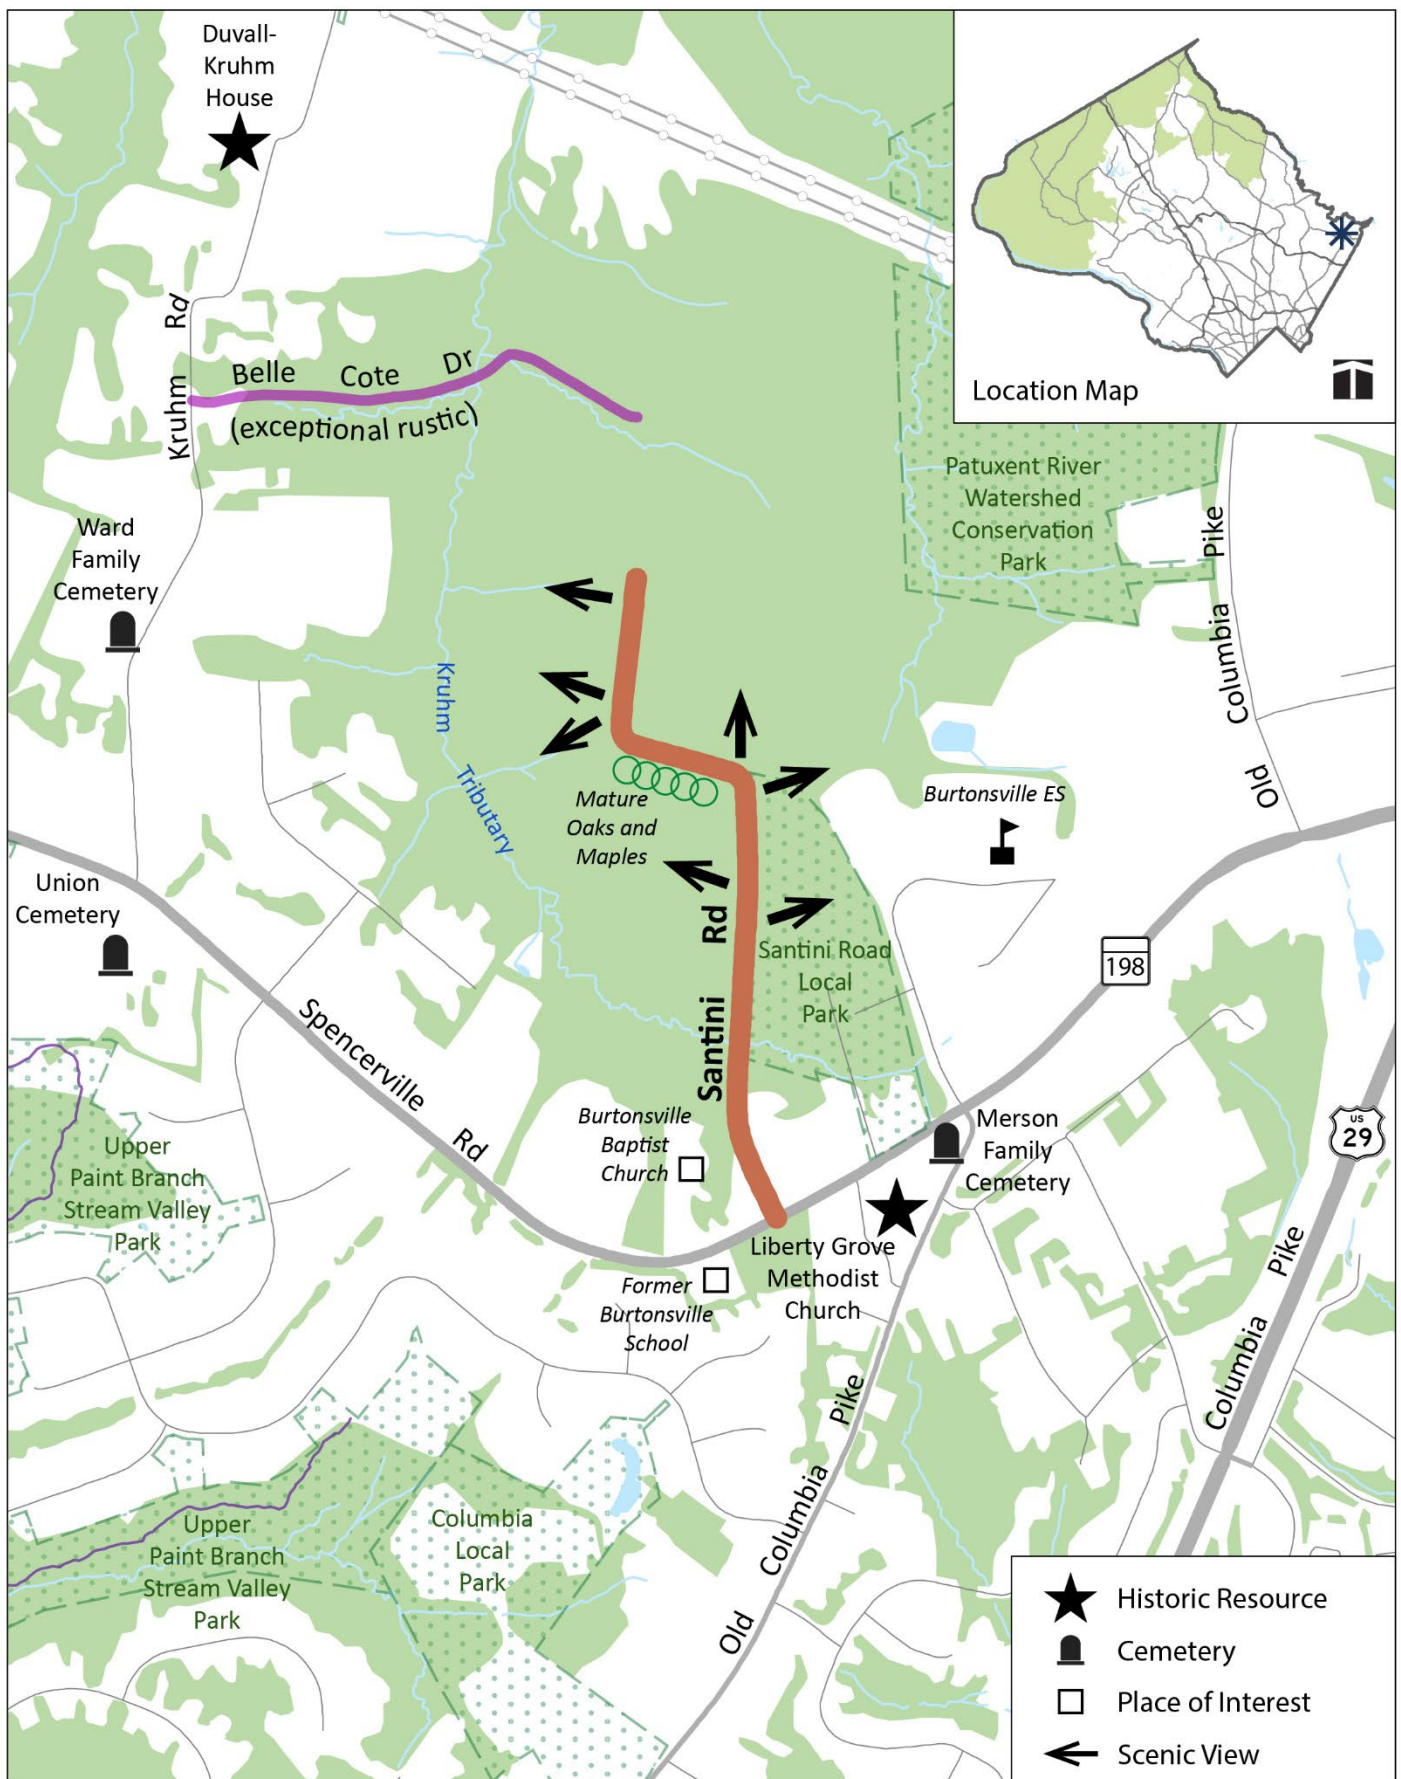 Duvall-
Kruhm
House
Location Map
Kruhm Rd
Belle Cote Dr
(exceptional rustic)
Patuxent River
Watershed
Conservation
Park
Ward
Family
Cemetery
Old Columbia Pike
Kruhm Tributary
Mature
Oaks and
Maples
Burtonsville ES
Union
Cemetery
Santini Rd
Santini Road
Local
Park
198
Spencerville Rd
Burtonsville
Baptist
Church
Merson
Family
Cemetery
US
29
Upper
Paint Branch
Stream Valley
Park
Liberty Grove
Methodist
Church
Former
Burtonsville
School
Columbia Pike
Old Columbia Pike
Upper
Paint Branch
Stream Valley
Park
Columbia
Local
Park
Historic Resource
Cemetery
Place of Interest
Scenic View